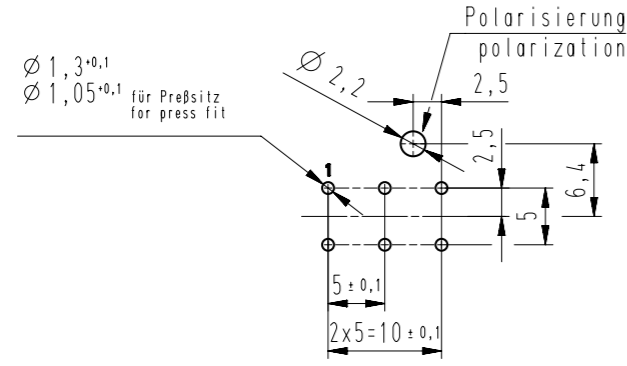 Polarisierung
polarization
Ø 1,3+0,1
Ø 1,05+0,1 für Preßsitz
for press fit
Ø 2,2
2,5
2,5
6,4
1
5
5 ± 0,1
2x5=10 ± 0,1